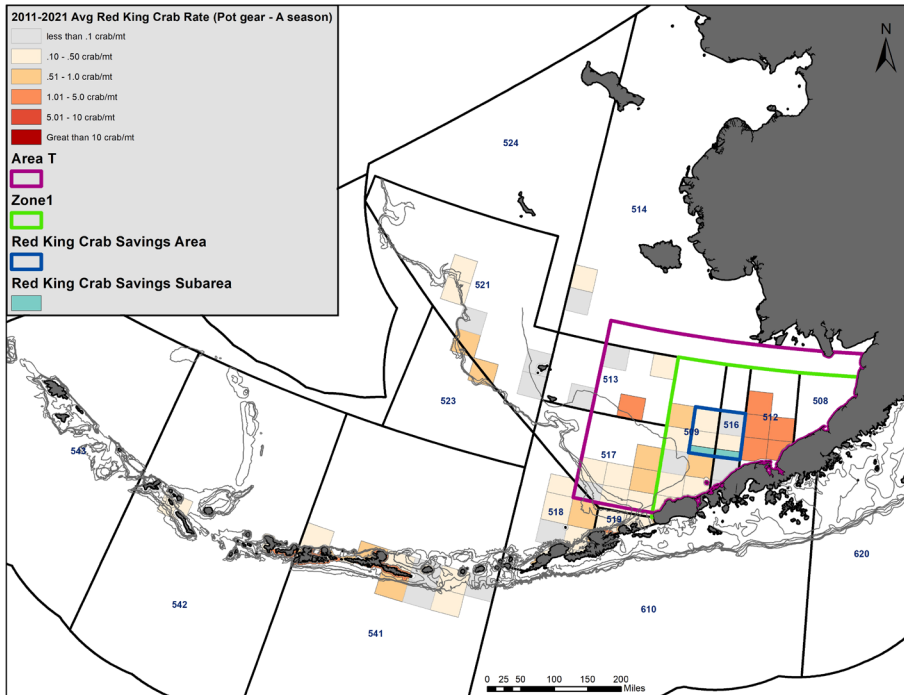 2011-2021 Avg Red King Crab Rate (Pot gear - A season)
less than .1 crab/mt
.10 - .50 crab/mt
.51 - 1.0 crab/mt
1.01 - 5.0 crab/mt
5.01 - 10 crab/mt
Great than 10 crab/mt
Area T
Zone1
Red King Crab Savings Area
Red King Crab Savings Subarea
N
524
514
521
513
508
512
516
509
523
543
517
518
519
620
542
541
610
0 25 50 100 150 200
Miles